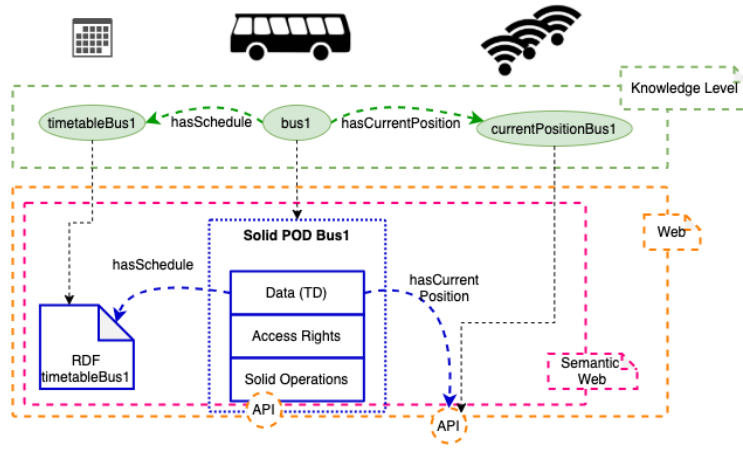 Knowledge Level
timetableBus1
hasSchedule
bus1
hasCurrentPosition
currentPositionBus1
Web
Solid POD Bus1
hasSchedule
Data (TD)
hasCurrent
Position
Access Rights
RDF
timetableBus1
Solid Operations
Semantic
Web
API
API